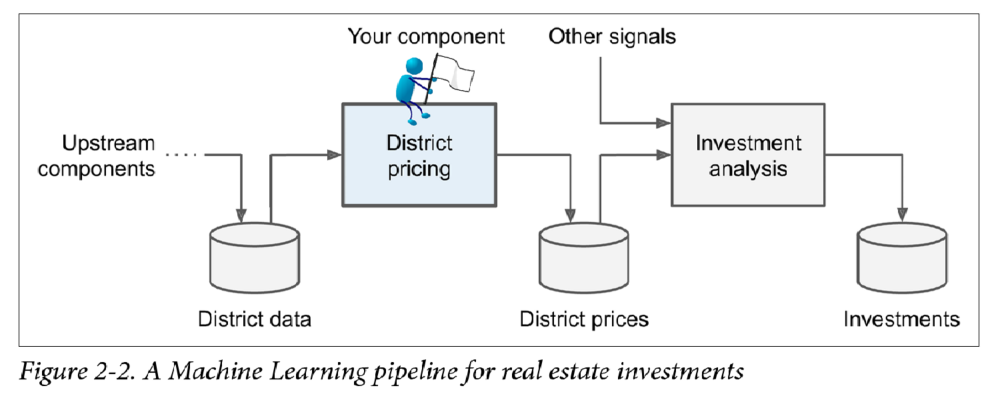 Your component
Other signals
Upstream
components
District
pricing
Investment
analysis
District data
District prices
Investments
Figure 2-2. A Machine Learning pipeline for real estate investments